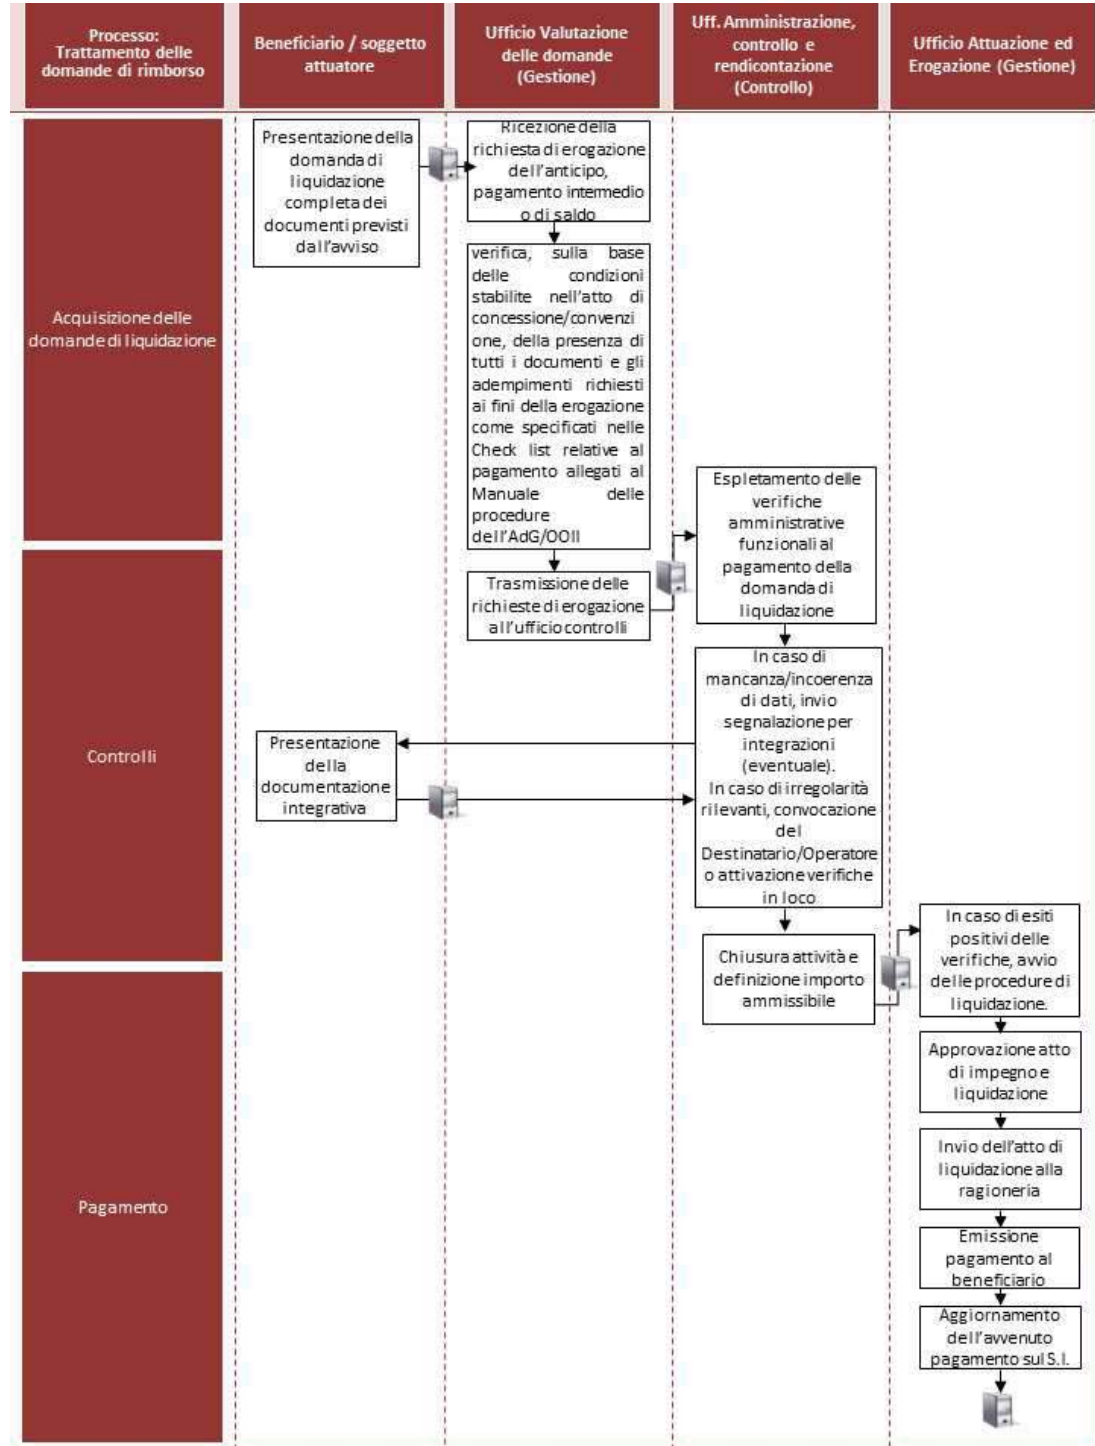 Processo:
Trattamento delle
domande di rimborso
Beneficiario / soggetto
attuatore
Ufficio Valutazione
delle domande
(Gestione)
Uff. Amministrazione,
controllo e
rendicontazione
(Controllo)
Ufficio Attuazione ed
Erogazione (Gestione)
Acquisizione delle
domande di liquidazione
Presentazione della
domanda di
liquidazione
completa dei
documenti previsti
dall'avviso
Ricezione della
richiesta di erogazione
dell'anticipo,
pagamento intermedio
o di saldo
verifica, sulla base
delle condizioni
stabilite nell'atto di
concessione/convenzi
one, della presenza di
tutti i documenti e gli
adempimenti richiesti
ai fini della erogazione
come specificati nelle
Check list relative al
pagamento allegati al
Manuale delle
procedure
dell'AdG/OOII
Trasmissione delle
richieste di erogazione
all'ufficio controlli
Espletamento delle
verifiche
amministrative
funzionali al
pagamento della
domanda di
liquidazione
Controlli
In caso di
mancanza/incoerenza
di dati, invio
segnalazione per
integrazioni
(eventuale).
In caso di irregolarità
rilevanti, convocazione
del
Destinatario/Operatore
o attivazione verifiche
in loco
Presentazione
della
documentazione
integrativa
Chiusura attività e
definizione importo
ammissibile
In caso di esiti
positivi delle
verifiche, avvio
delle procedure di
liquidazione.
Pagamento
Approvazione atto
di impegno e
liquidazione
Invio dell'atto di
liquidazione alla
ragioneria
Emissione
pagamento al
beneficiario
Aggiornamento
dell'avvenuto
pagamento sul S.I.